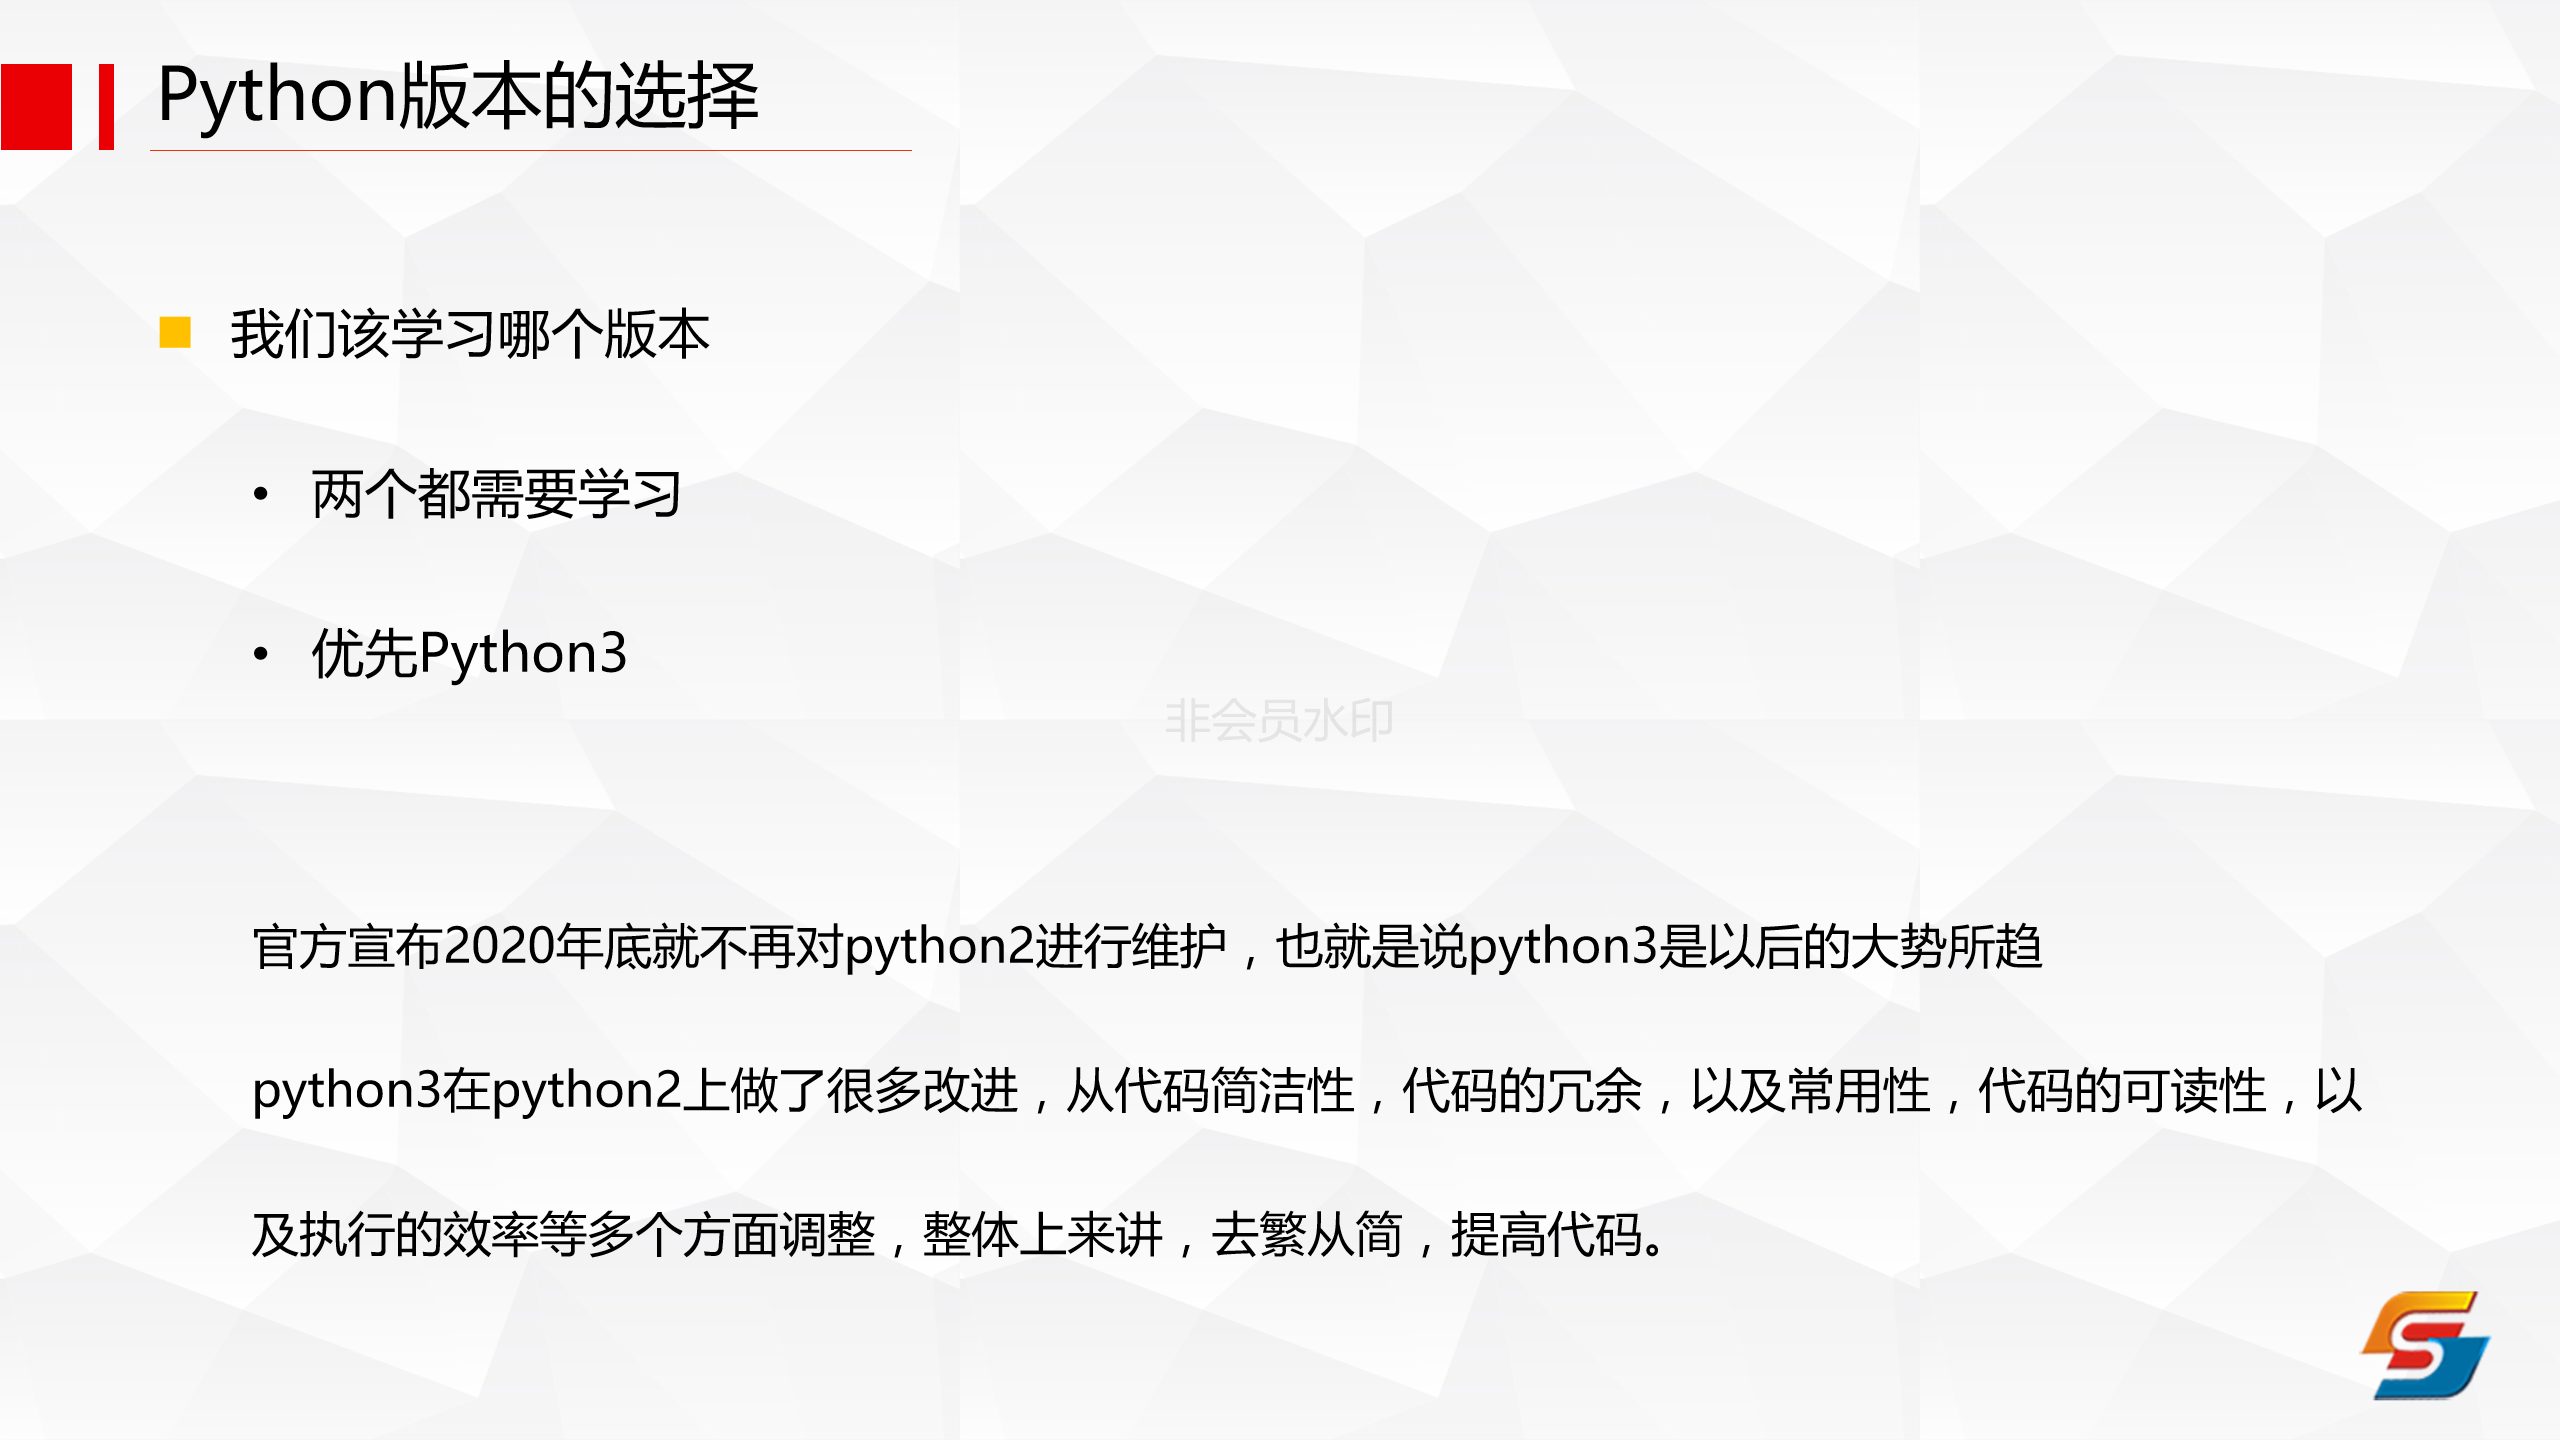 Python版本的选择
我们该学习哪个版本
• 两个都需要学习
• 优先Python3
非会员水印
官方宣布2020年底就不再对python2进行维护，也就是说python3是以后的大势所趋
python3在python2上做了很多改进，从代码简洁性，代码的冗余，以及常用性，代码的可读性，以
及执行的效率等多个方面调整，整体上来讲，去繁从简，提高代码。